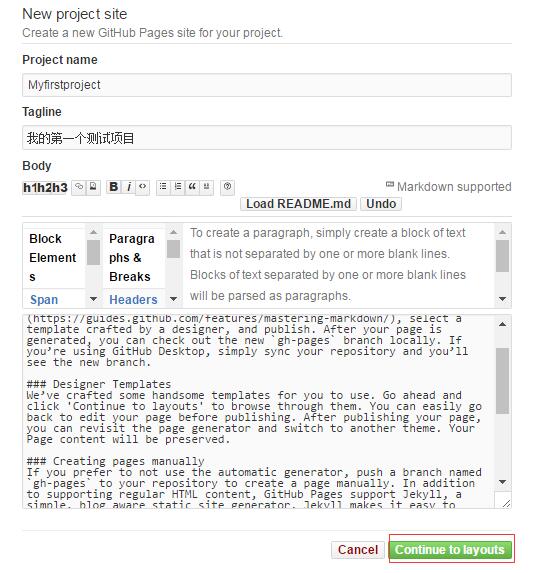 New project site
Create a new GitHub Pages site for your project.
Project name
Myfirstproject
Tagline
我的第一个测试项目
Body
h1h2h3
B i
Markdown supported
Load README.md Undo
Block
Element
s
Span
Paragra
phs &
Breaks
Headers
To create a paragraph, simply create a block of text
that is not separated by one or more blank lines.
Blocks of text separated by one or more blank lines
will be parsed as paragraphs.
(https://guides.github.com/features/mastering-markdown/), select a
template crafted by a designer, and publish. After your page is
generated, you can check out the new `gh-pages` branch locally. If
you’re using GitHub Desktop, simply sync your repository and you’ll
see the new branch.
### Designer Templates
We’ve crafted some handsome templates for you to use. Go ahead and
click 'Continue to layouts' to browse through them. You can easily go
back to edit your page before publishing. After publishing your page,
you can revisit the page generator and switch to another theme. Your
Page content will be preserved.
### Creating pages manually
If you prefer to not use the automatic generator, push a branch named
`gh-pages` to your repository to create a page manually. In addition
to supporting regular HTML content, GitHub Pages support Jekyll, a
simple, blog aware static site generator. Jekyll makes it easy to
Cancel Continue to layouts